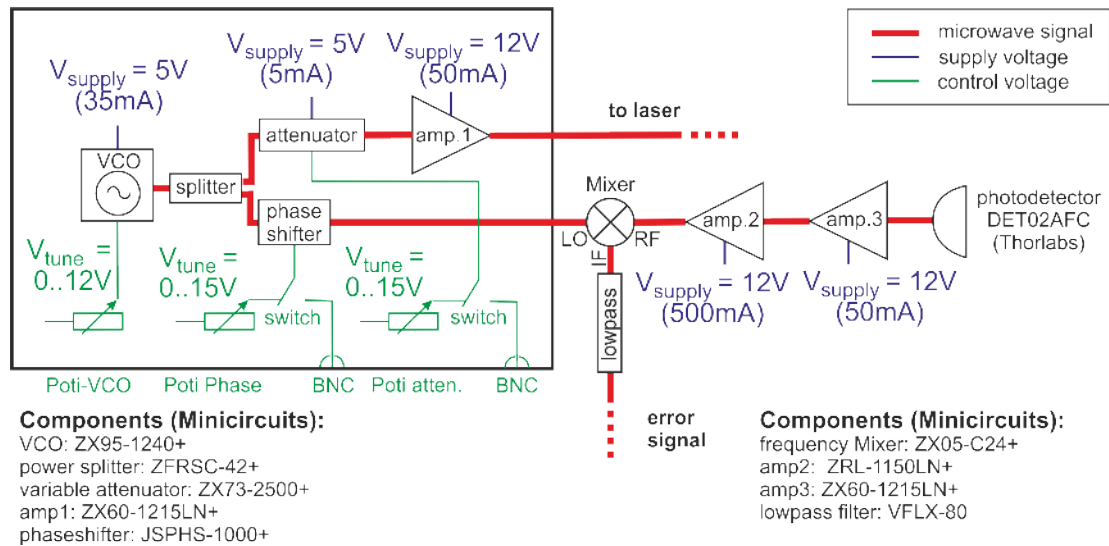 microwave signal
supply voltage
control voltage
Vsupply = 5V
(35mA)
Vsupply = 5V
(5mA)
Vsupply = 12V
(50mA)
VCO
splitter
attenuator
amp.1
to laser
phase
shifter
Mixer
LO
RF
IF
amp.2
amp.3
photodetector
DET02AFC
(Thorlabs)
Vsupply = 12V
(500mA)
Vsupply = 12V
(50mA)
lowpass
error
signal
Vtune =
0..12V
Vtune =
0..15V
switch
Vtune =
0..15V
switch
Poti-VCO
Poti Phase
BNC
Poti atten.
BNC
Components (Minicircuits):
VCO: ZX95-1240+
power splitter: ZFRSC-42+
variable attenuator: ZX73-2500+
amp1: ZX60-1215LN+
phaseshifter: JSPHS-1000+
Components (Minicircuits):
frequency Mixer: ZX05-C24+
amp2: ZRL-1150LN+
amp3: ZX60-1215LN+
lowpass filter: VFLX-80